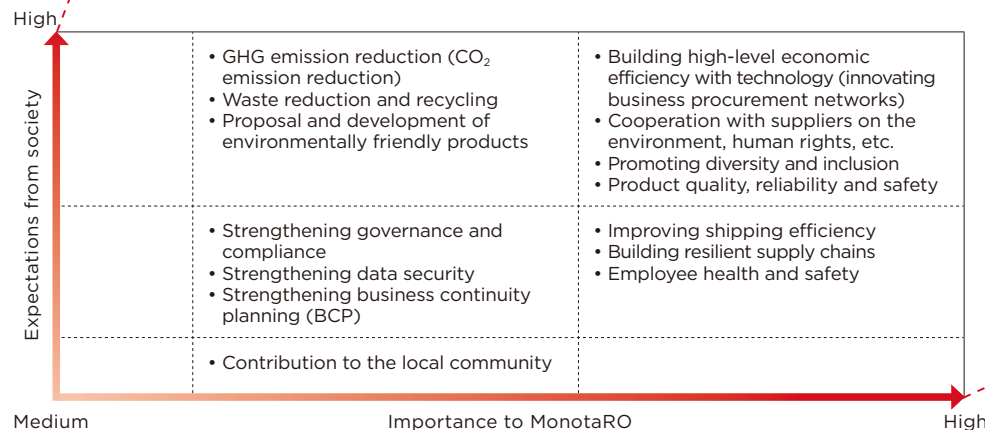 High
Expectations from society
• GHG emission reduction (CO₂
emission reduction)
• Waste reduction and recycling
• Proposal and development of
environmentally friendly products
• Building high-level economic
efficiency with technology (innovating
business procurement networks)
• Cooperation with suppliers on the
environment, human rights, etc.
• Promoting diversity and inclusion
• Product quality, reliability and safety
• Strengthening governance and
compliance
• Strengthening data security
• Strengthening business continuity
planning (BCP)
• Improving shipping efficiency
• Building resilient supply chains
• Employee health and safety
• Contribution to the local community
Medium
Importance to MonotaRO
High